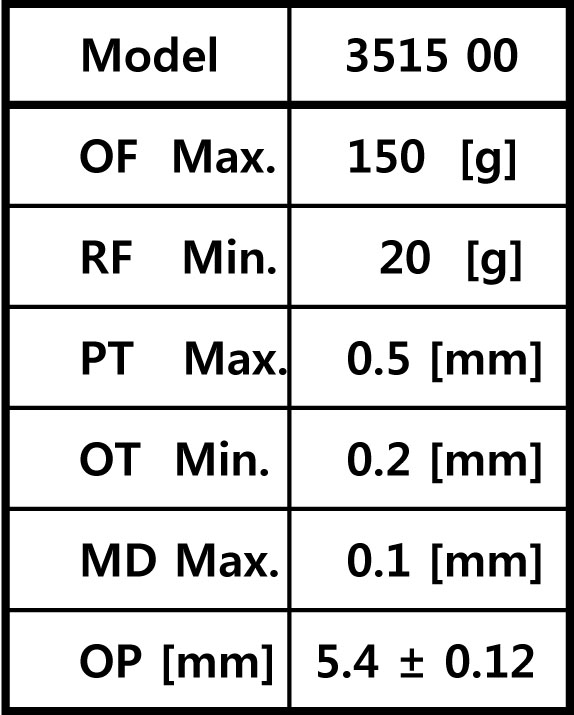 Model 3515 00
OF Max. 150 [g]
RF Min. 20 [g]
PT Max. 0.5 [mm]
OT Min. 0.2 [mm]
MD Max. 0.1 [mm]
OP [mm] 5.4 ± 0.12